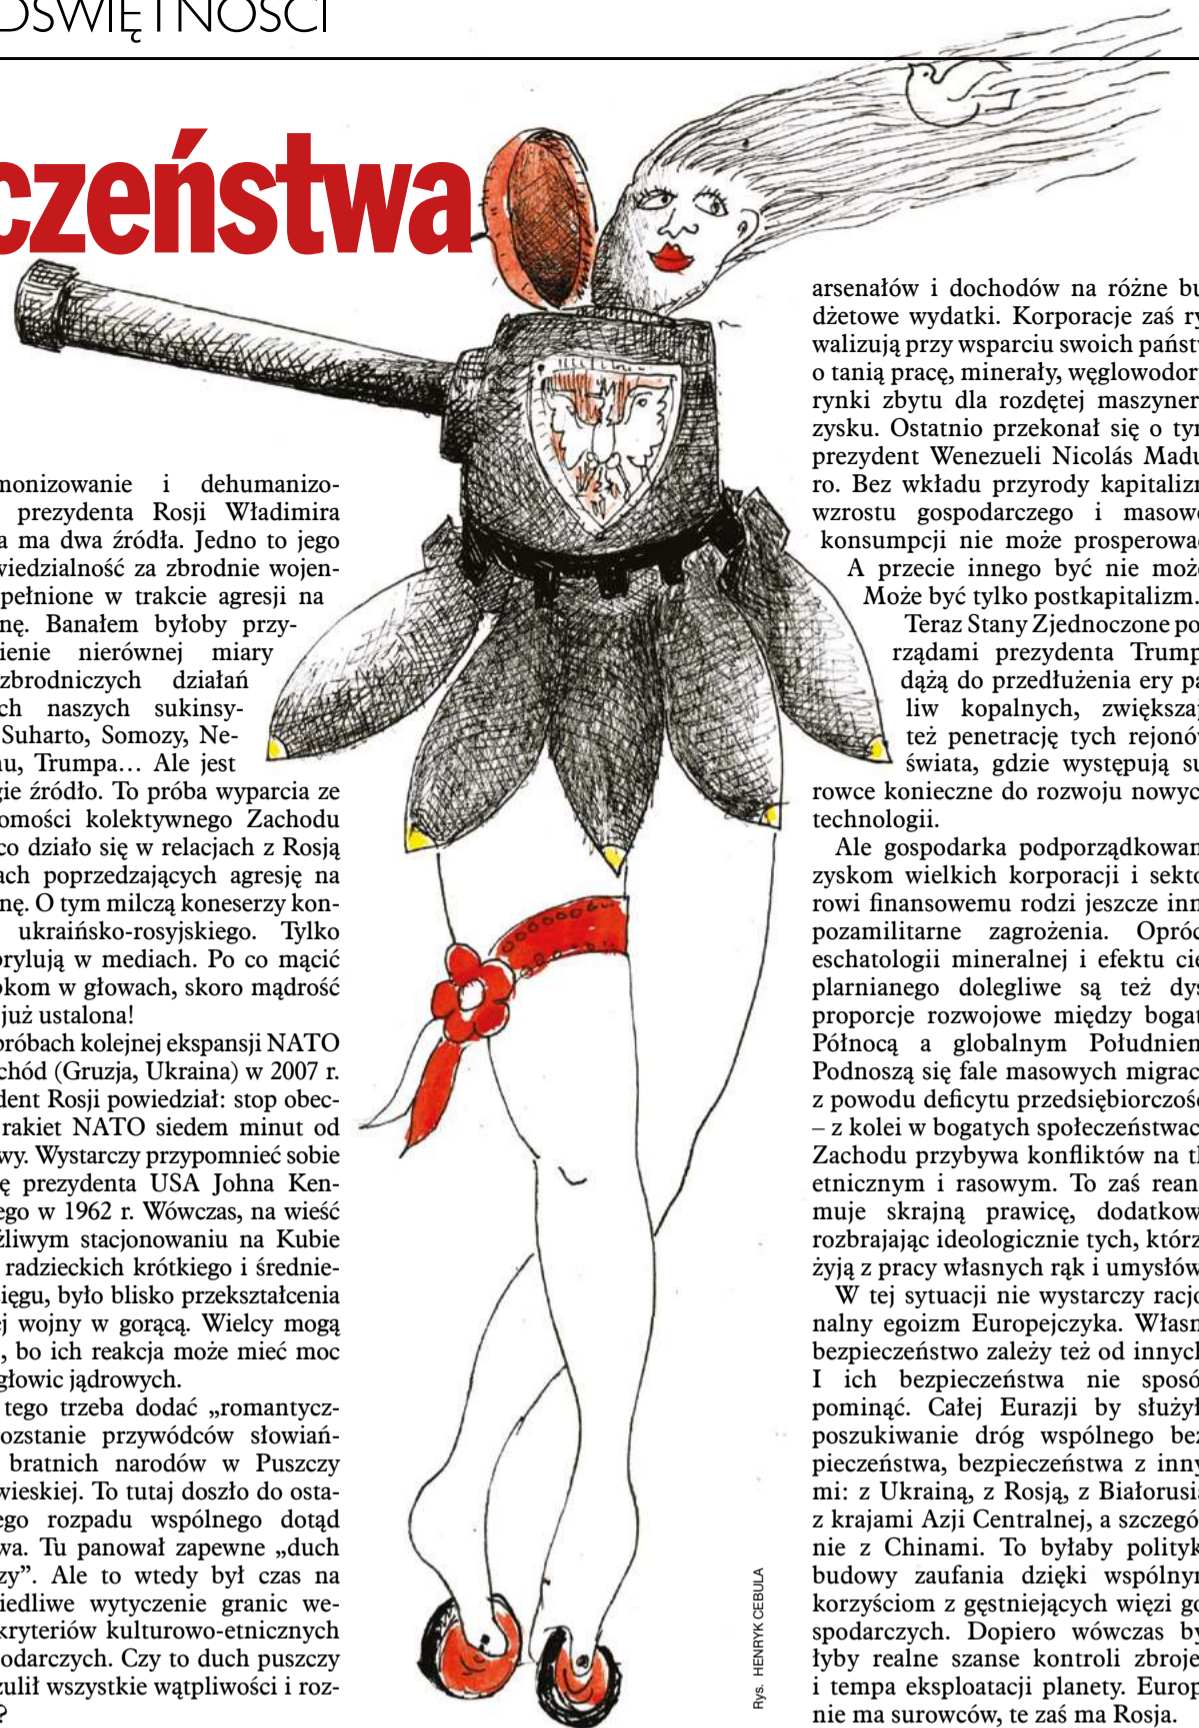 DŚWIĘTNOŚCI
czeństwa
monizowanie i dehumanizo-
prezydenta Rosji Władimira
a ma dwa źródła. Jedno to jego
wiedzialność za zbrodnie wojen-
pełnione w trakcie agresji na
nę. Banałem byłoby przy-
ienie nierównej miary
zbrodniczych działań
ch naszych sukinsy-
Suharto, Somozy, Ne-
u, Trumpa… Ale jest
gie źródło. To próba wyparcia ze
omości kolektywnego Zachodu
co działo się w relacjach z Rosją
ach poprzedzających agresję na
nę. O tym milczą koneserzy kon-
ukraińsko-rosyjskiego. Tylko
brylują w mediach. Po co mącić
okom w głowach, skoro mądrość
już ustalona!
próbach kolejnej ekspansji NATO
chód (Gruzja, Ukraina) w 2007 r.
dent Rosji powiedział: stop obec-
rakiet NATO siedem minut od
wy. Wystarczy przypomnieć sobie
ę prezydenta USA Johna Ken-
ego w 1962 r. Wówczas, na wieść
żliwym stacjonowaniu na Kubie
radzieckich krótkiego i średnie-
sięgu, było blisko przekształcenia
ej wojny w gorącą. Wielcy mogą
, bo ich reakcja może mieć moc
głowic jądrowych.
tego trzeba dodać „romantycz-
ozstanie przywódców słowiań-
bratnich narodów w Puszczy
wieskiej. To tutaj doszło do osta-
ego rozpadu wspólnego dotąd
wa. Tu panował zapewne „duch
zy”. Ale to wtedy był czas na
iedliwe wytyczenie granic we-
kryteriów kulturowo-etnicznych
odarczych. Czy to duch puszczy
zulił wszystkie wątpliwości i roz-
?
Rys. HENRYK CEBULA
arsenałów i dochodów na różne bu
dżetowe wydatki. Korporacje zaś ry
walizują przy wsparciu swoich państ
o tanią pracę, minerały, węglowodor
rynki zbytu dla rozdętej maszyner
zysku. Ostatnio przekonał się o tym
prezydent Wenezueli Nicolás Madu
ro. Bez wkładu przyrody kapitalizm
wzrostu gospodarczego i masowe
konsumpcji nie może prosperować
A przecie innego być nie może
Może być tylko postkapitalizm.
Teraz Stany Zjednoczone po
rządami prezydenta Trump
dążą do przedłużenia ery pa
liw kopalnych, zwiększaj
też penetrację tych rejonów
świata, gdzie występują su
rowce konieczne do rozwoju nowyc
technologii.
Ale gospodarka podporządkowan
zyskom wielkich korporacji i sekto
rowi finansowemu rodzi jeszcze inn
pozamilitarne zagrożenia. Opróc
eschatologii mineralnej i efektu cie
plarnianego dolegliwe są też dys
proporcje rozwojowe między bogat
Północą a globalnym Południem
Podnoszą się fale masowych migrac
z powodu deficytu przedsiębiorczośc
– z kolei w bogatych społeczeństwac
Zachodu przybywa konfliktów na tl
etnicznym i rasowym. To zaś reani
muje skrajną prawicę, dodatkow
rozbrajając ideologicznie tych, którz
żyją z pracy własnych rąk i umysłów
W tej sytuacji nie wystarczy racjo
nalny egoizm Europejczyka. Własn
bezpieczeństwo zależy też od innych
I ich bezpieczeństwa nie sposó
pominąć. Całej Eurazji by służył
poszukiwanie dróg wspólnego bez
pieczeństwa, bezpieczeństwa z inny
mi: z Ukrainą, z Rosją, z Białorusią
z krajami Azji Centralnej, a szczegól
nie z Chinami. To byłaby polityk
budowy zaufania dzięki wspólnym
korzyściom z gęstniejących więzi go
spodarczych. Dopiero wówczas by
łyby realne szanse kontroli zbroje
i tempa eksploatacji planety. Europ
nie ma surowców, te zaś ma Rosja.